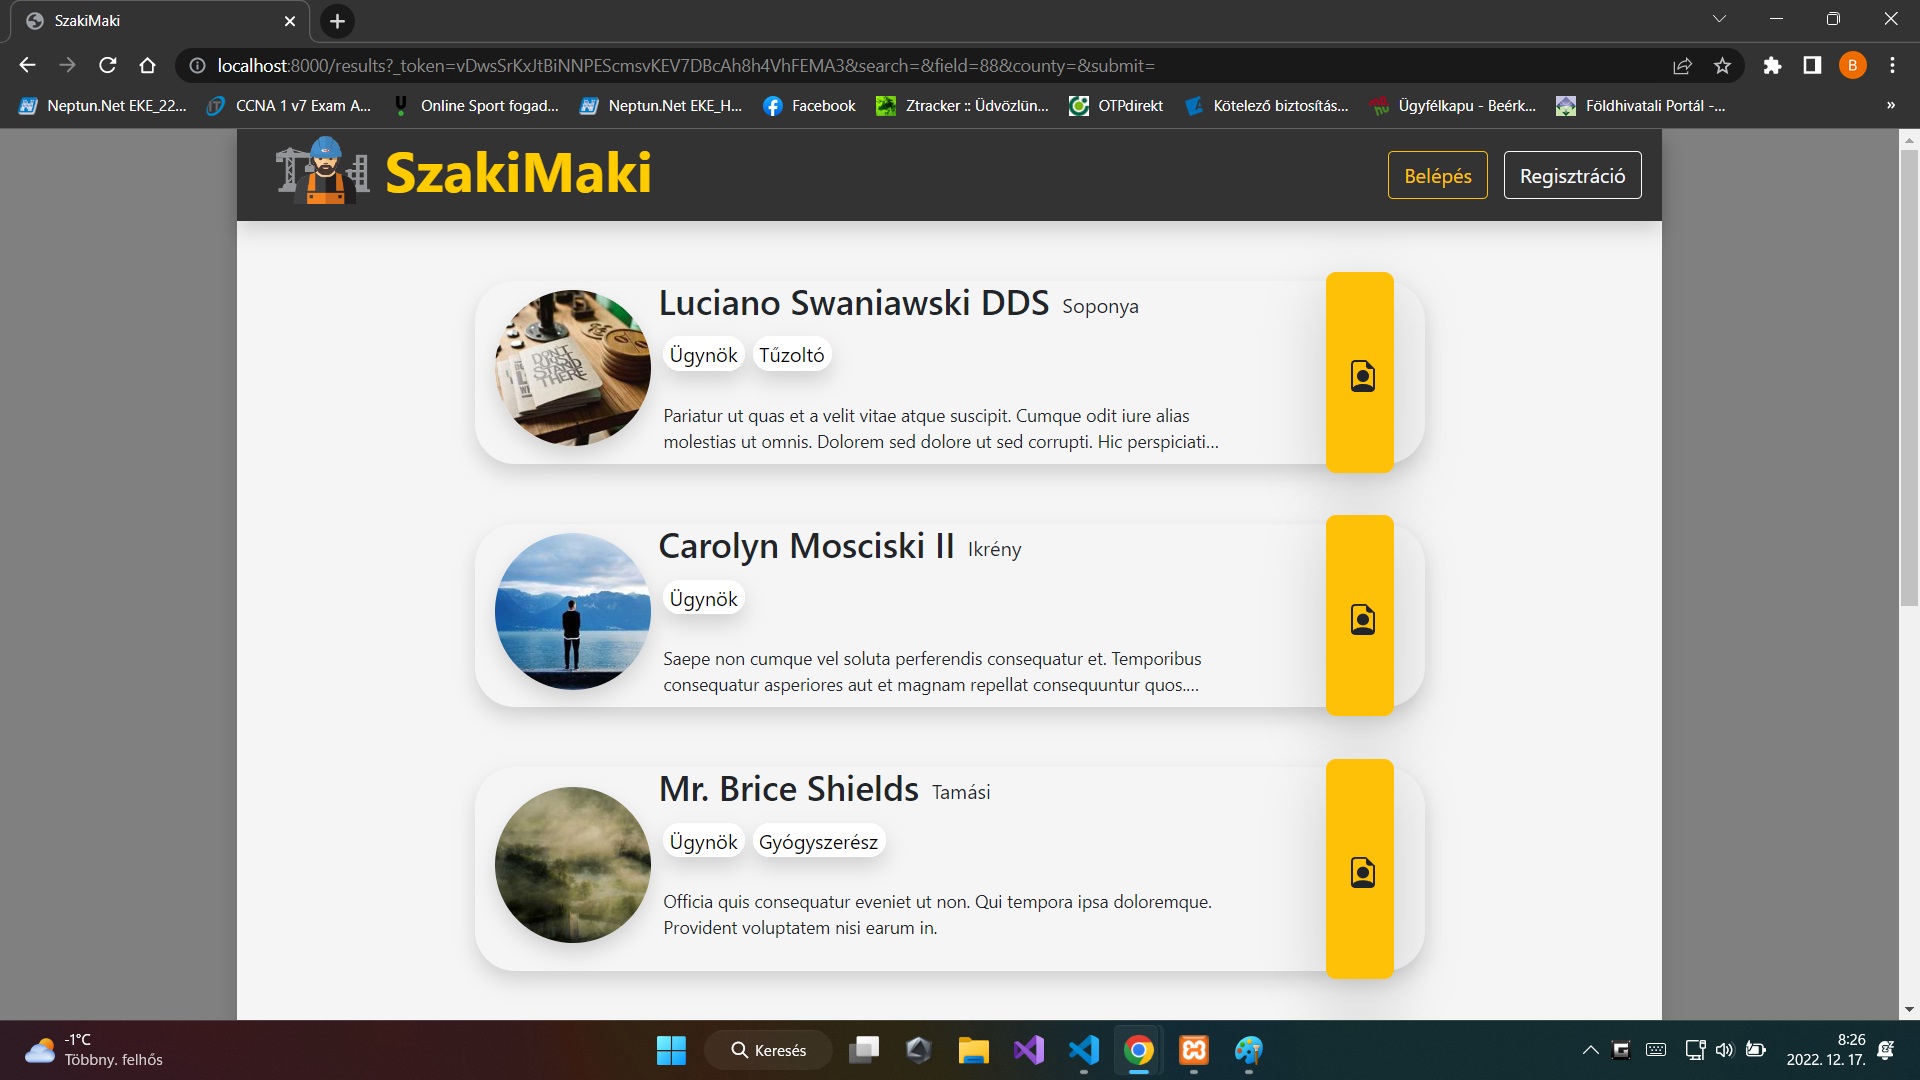 SzakiMaki
localhost:8000/results?_token=vDwsSrKxJtBiNNPEScmsvKEV7DBcAh8h4VhFEMA3&search=&field=88&county=&submit=
B
Neptun.Net EKE_22... CCNA 1 v7 Exam A... Online Sport fogad... Neptun.Net EKE_H... Facebook Ztracker :: Üdvözlün... OTPdirekt Kötelező biztosítás... Ügyfélkapu - Beérk... Földhivatali Portál -... »
SzakiMaki Belépés Regisztráció
Luciano Swaniawski DDS Soponya
Ügynök Tűzoltó
DON'T JUST STAND THERE
Pariatur ut quas et a velit vitae atque suscipit. Cumque odit iure alias
molestias ut omnis. Dolorem sed dolore ut sed corrupti. Hic perspiciati...
Carolyn Mosciski II Ikrény
Ügynök
Saepe non cumque vel soluta perferendis consequatur et. Temporibus
consequatur asperiores aut et magnam repellat consequuntur quos....
Mr. Brice Shields Tamási
Ügynök Gyógyszerész
Officia quis consequatur eveniet ut non. Qui tempora ipsa doloremque.
Provident voluptatem nisi earum in.
-1°C
Többny. felhős
Keresés
8:26
2022. 12. 17.